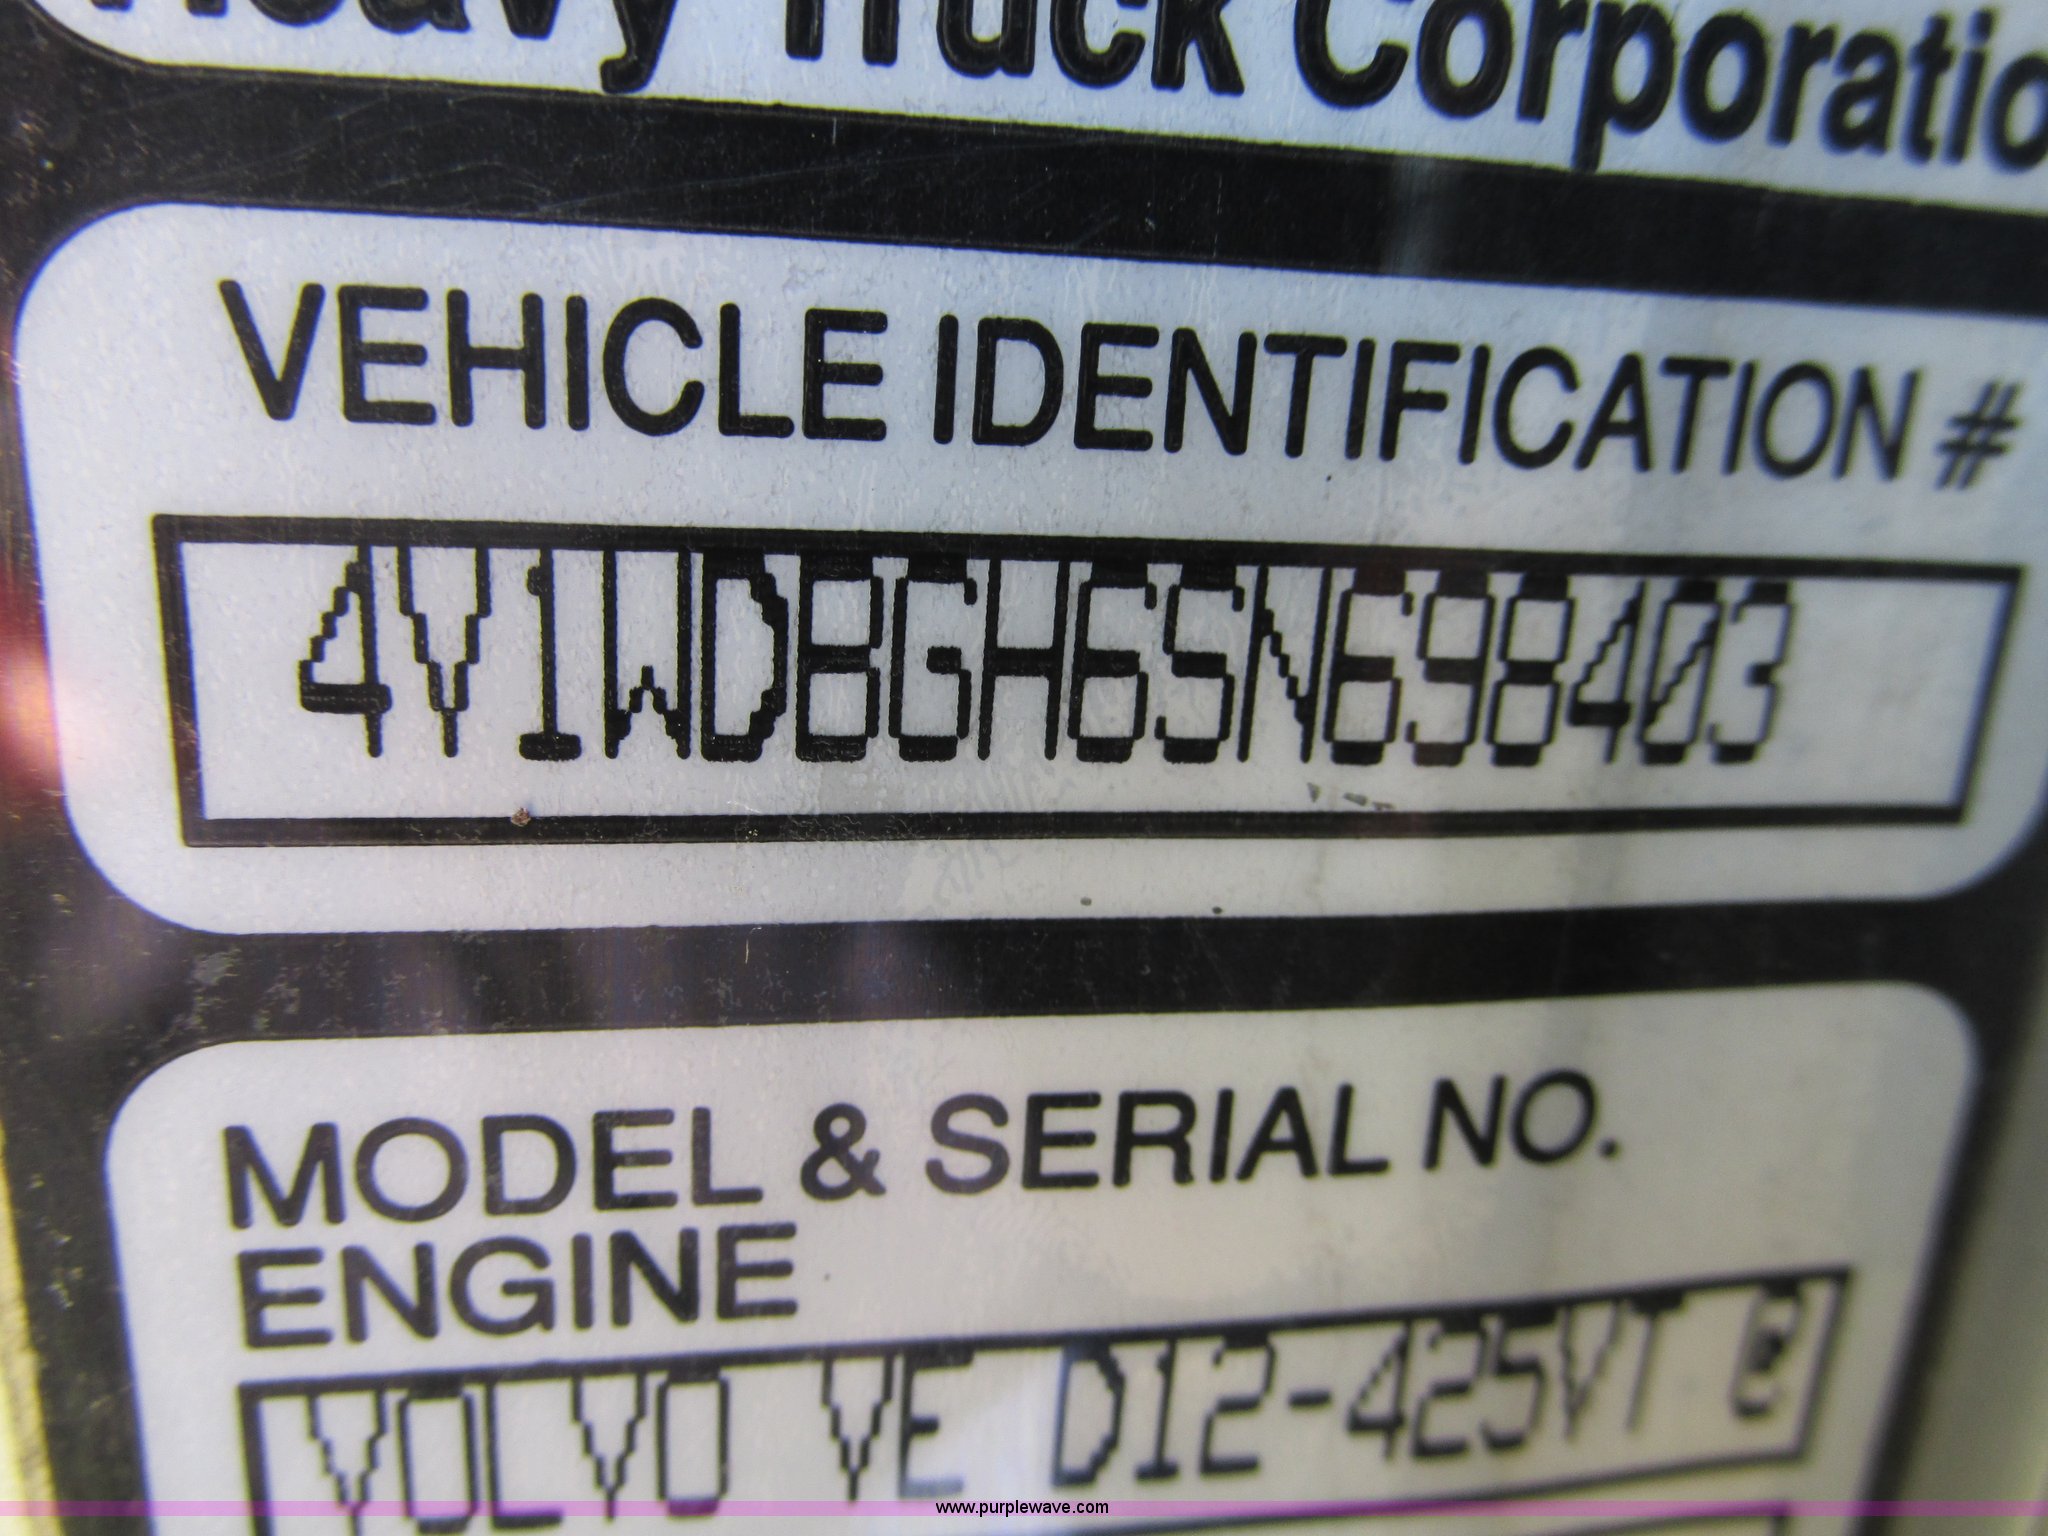 Heavy Truck Corporatio
VEHICLE IDENTIFICATION #
4V1WDBGH6SN698403
MODEL & SERIAL NO.
ENGINE
VOLVO VE D12-425VT
www.purplewave.com